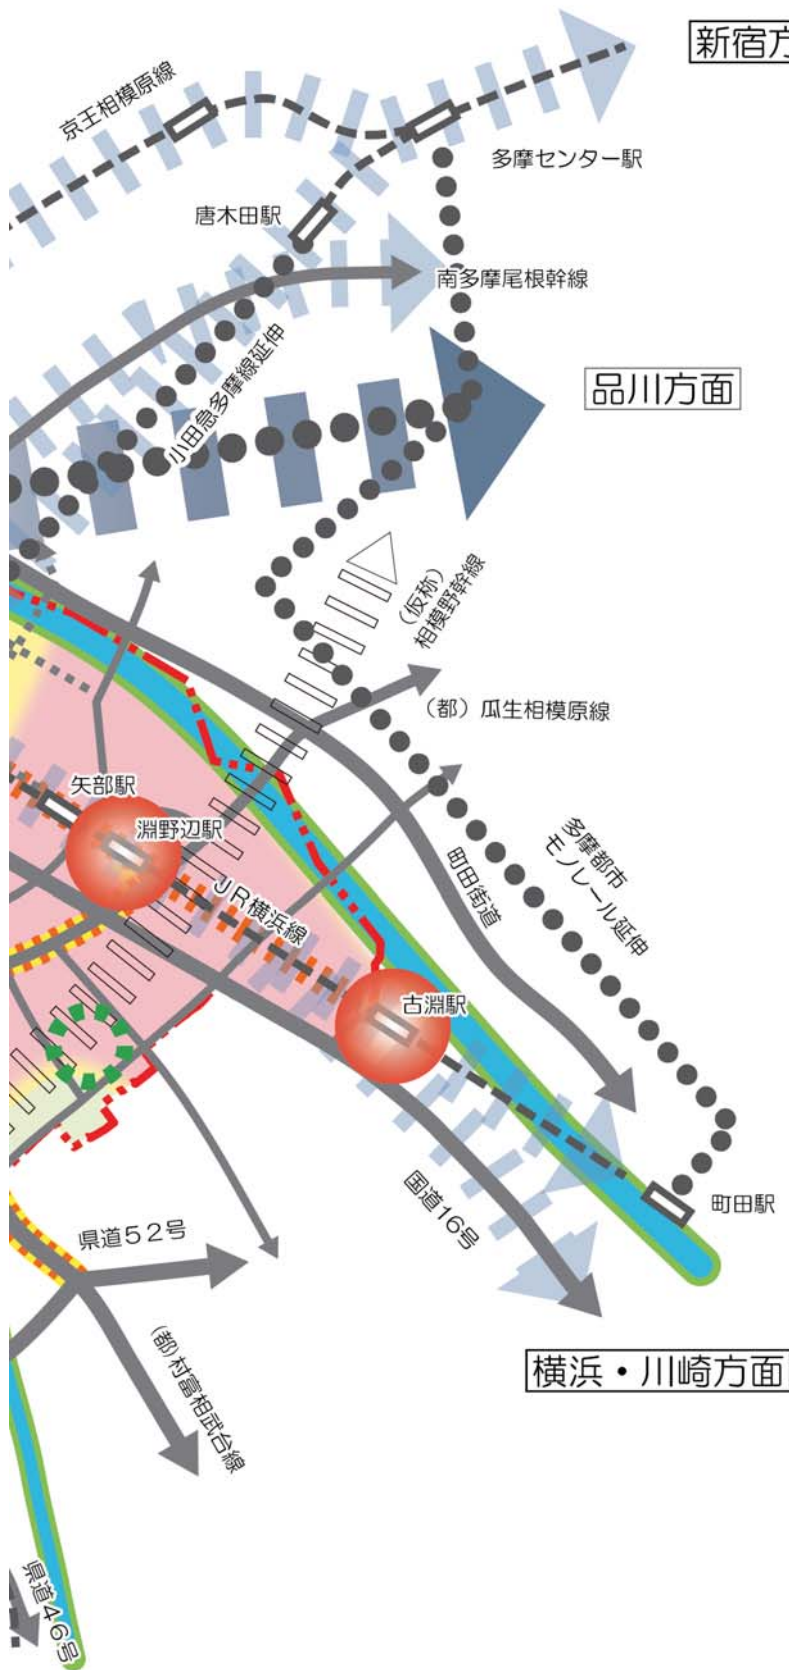 新宿方
京王相模原線
多摩センター駅
唐木田駅
南多摩尾根幹線
小田急多摩線延伸
品川方面
（仮称）
相模野幹線
（都）瓜生相模原線
矢部駅
淵野辺駅
ＪＲ横浜線
町田街道
多摩都市
モノレール延伸
古淵駅
国道16号
町田駅
県道５２号
（都）村富相武台線
横浜・川崎方面
県道４６号